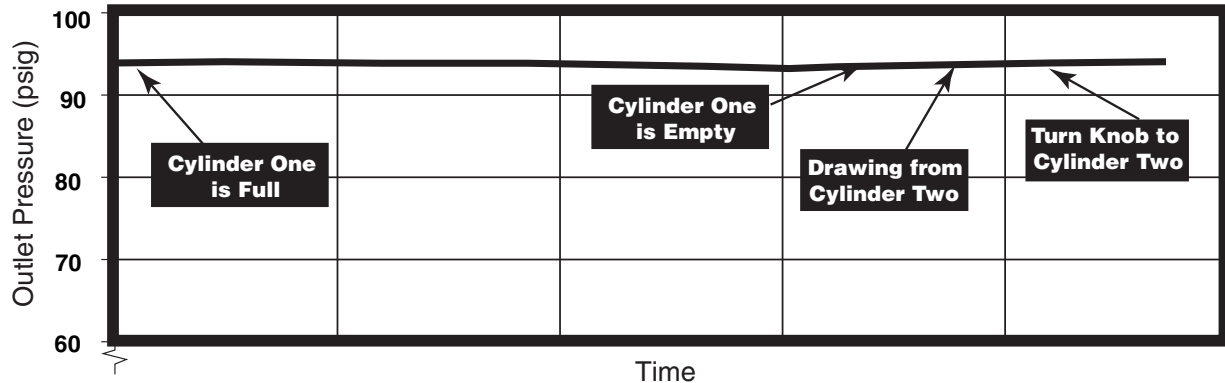 Outlet Pressure (psig)
100
90
80
70
60
Cylinder One
is Full
Cylinder One
is Empty
Drawing from
Cylinder Two
Turn Knob to
Cylinder Two
Time